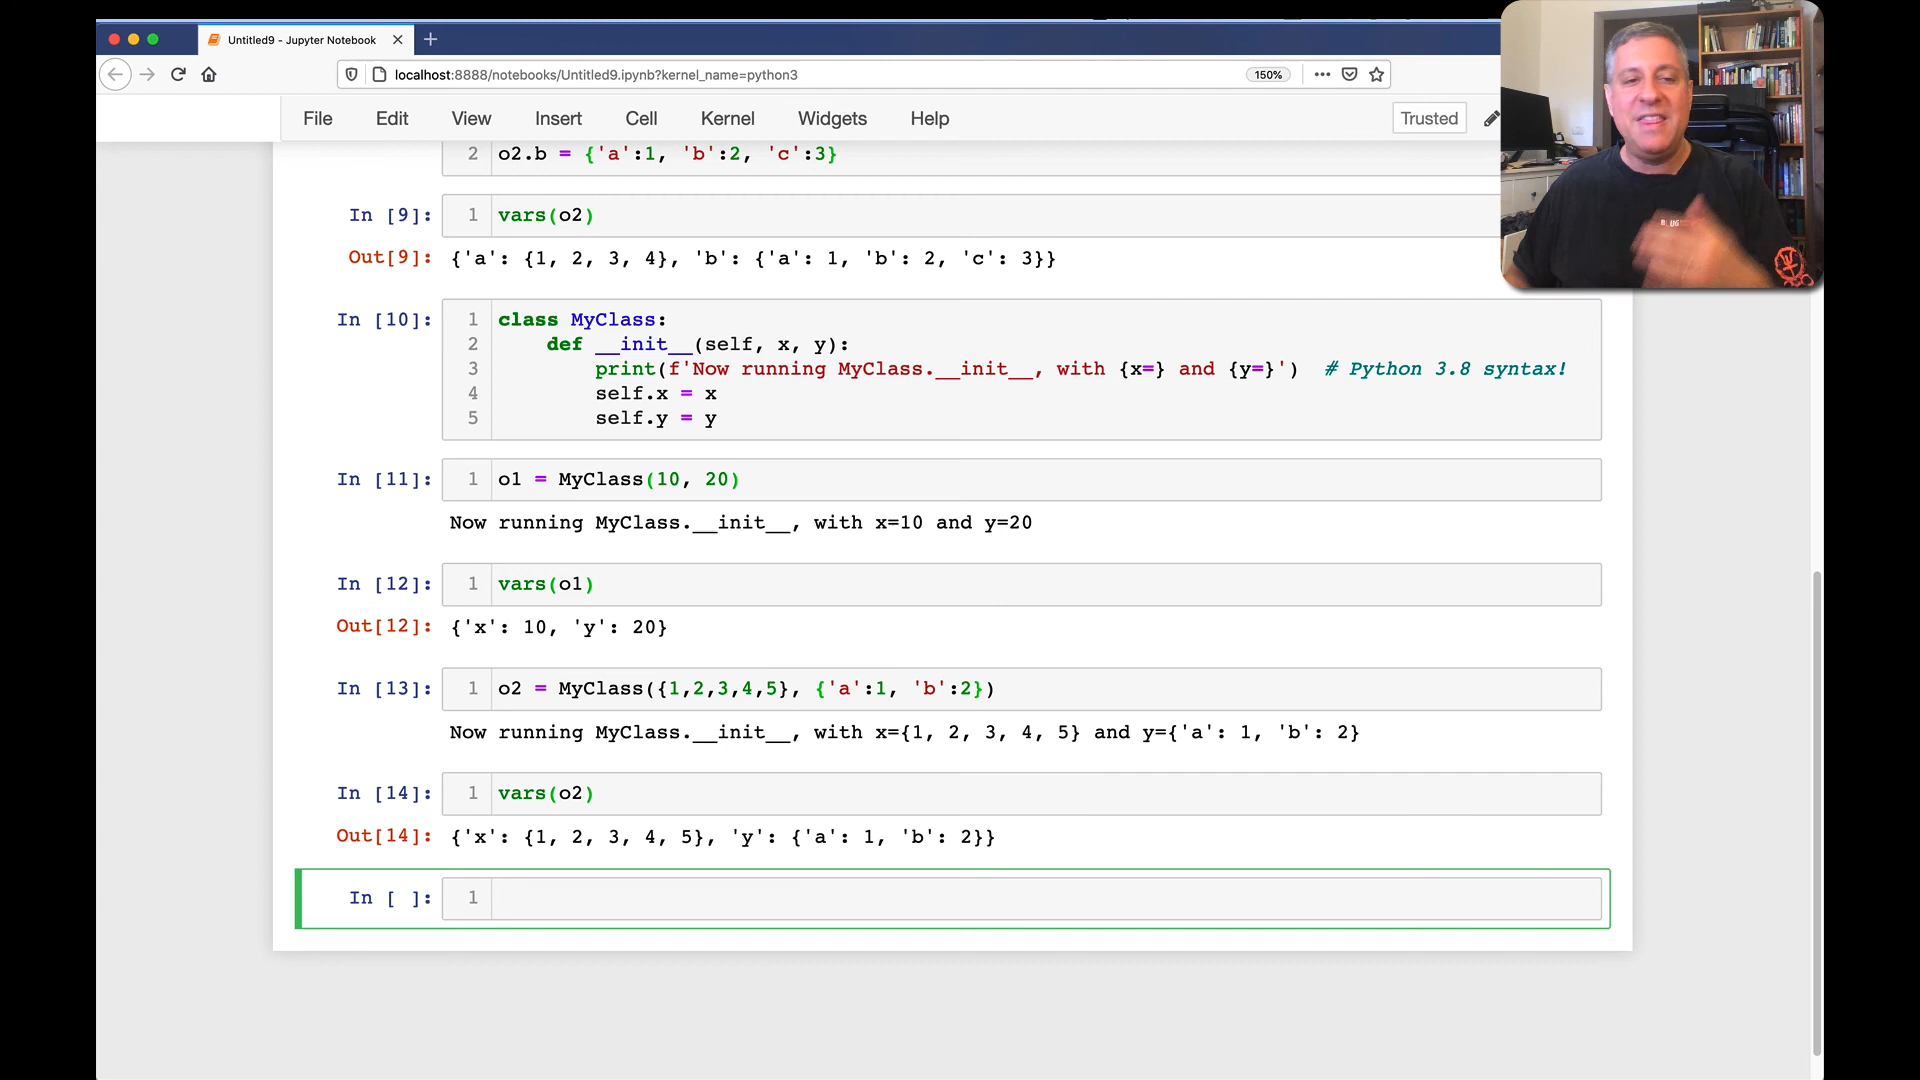 Untitled9 - Jupyter Notebook
localhost:8888/notebooks/Untitled9.ipynb?kernel_name=python3
150%
File Edit View Insert Cell Kernel Widgets Help Trusted
2 o2.b = {'a':1, 'b':2, 'c':3}
In [9]: 1 vars(o2)
Out[9]: {'a': {1, 2, 3, 4}, 'b': {'a': 1, 'b': 2, 'c': 3}}
In [10]: 1 class MyClass:
2 def __init__(self, x, y):
3 print(f'Now running MyClass.__init__, with {x=} and {y=}') # Python 3.8 syntax!
4 self.x = x
5 self.y = y
In [11]: 1 o1 = MyClass(10, 20)
Now running MyClass.__init__, with x=10 and y=20
In [12]: 1 vars(o1)
Out[12]: {'x': 10, 'y': 20}
In [13]: 1 o2 = MyClass({1,2,3,4,5}, {'a':1, 'b':2})
Now running MyClass.__init__, with x={1, 2, 3, 4, 5} and y={'a': 1, 'b': 2}
In [14]: 1 vars(o2)
Out[14]: {'x': {1, 2, 3, 4, 5}, 'y': {'a': 1, 'b': 2}}
In [ ]: 1